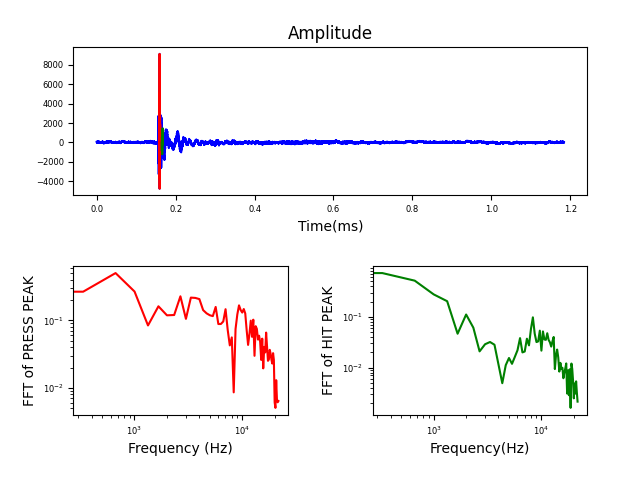 Amplitude
8000
6000
4000
2000
0
−2000
−4000
0.0 0.2 0.4 0.6 0.8 1.0 1.2
Time(ms)
FFT of PRESS PEAK
10⁻¹
10⁻²
10³ 10⁴
Frequency (Hz)
FFT of HIT PEAK
10⁻¹
10⁻²
10³ 10⁴
Frequency(Hz)